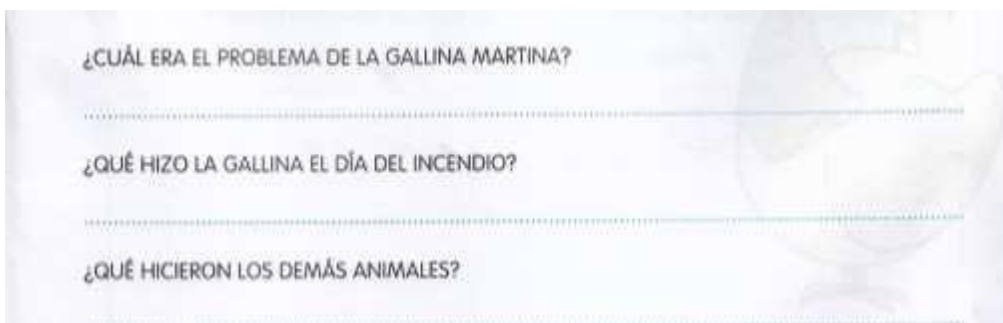 ¿CUÁL ERA EL PROBLEMA DE LA GALLINA MARTINA?
¿QUÉ HIZO LA GALLINA EL DÍA DEL INCENDIO?
¿QUÉ HICIERON LOS DEMÁS ANIMALES?